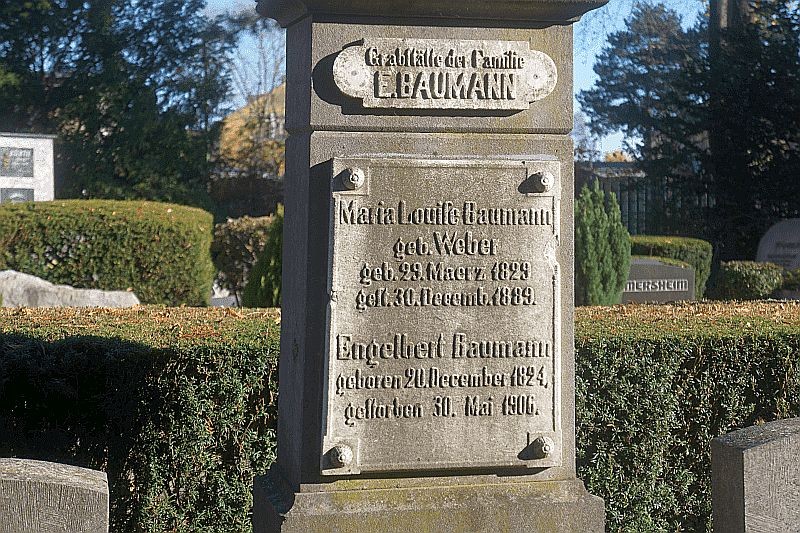 Grabstätte der Familie
E. BAUMANN
Maria Louiſe Baumann
geb. Weber
geb. 29. Maerz 1829
geſt. 30. Decemb. 1889.
Engelbert Baumann
geboren 20. December 1824,
geſtorben 30. Mai 1906.
MERSHEIM